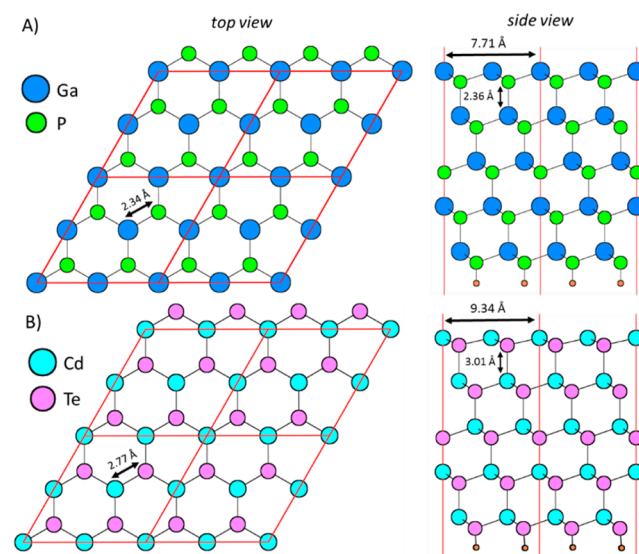 A)
top view
side view
Ga
P
2.34 Å
7.71 Å
2.36 Å
B)
Cd
Te
2.77 Å
9.34 Å
3.01 Å